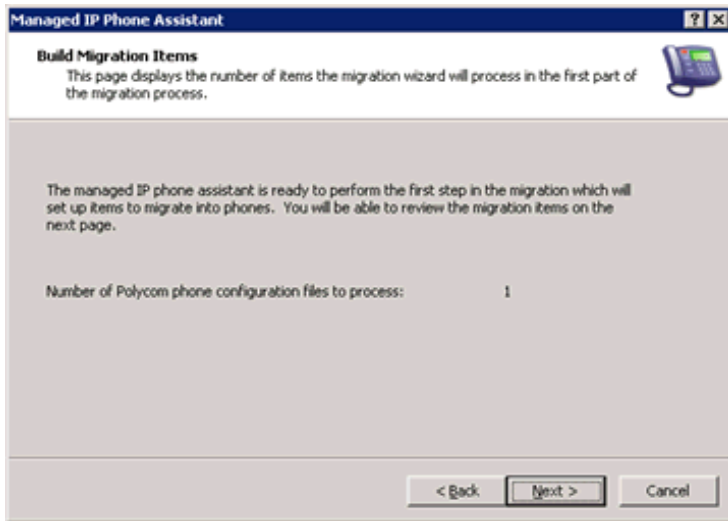 Managed IP Phone Assistant
Build Migration Items
This page displays the number of items the migration wizard will process in the first part of
the migration process.
The managed IP phone assistant is ready to perform the first step in the migration which will
set up items to migrate into phones. You will be able to review the migration items on the
next page.
Number of Polycom phone configuration files to process: 1
< Back Next > Cancel